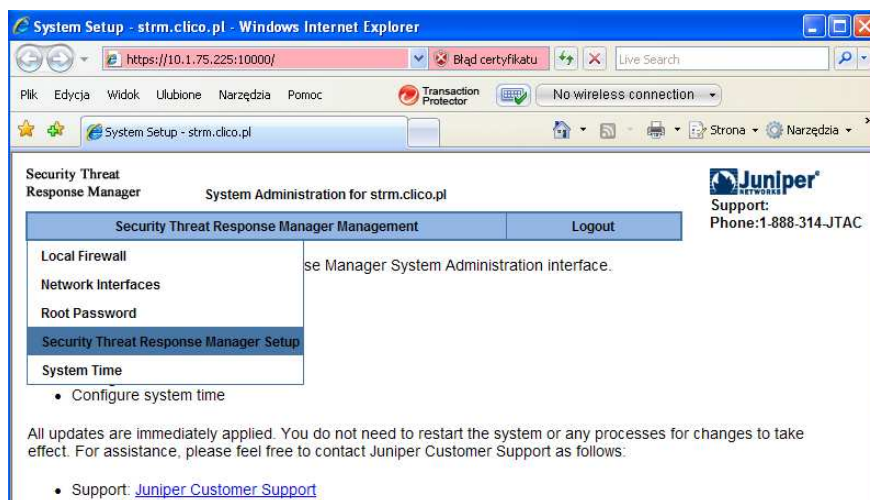 System Setup - strm.clico.pl - Windows Internet Explorer
https://10.1.75.225:10000/
Błąd certyfikatu
Live Search
Plik Edycja Widok Ulubione Narzędzia Pomoc
Transaction Protector
No wireless connection
System Setup - strm.clico.pl
Strona
Narzędzia
Security Threat
Response Manager
System Administration for strm.clico.pl
Juniper
NETWORKS
Support:
Phone:1-888-314-JTAC
Security Threat Response Manager Management
Logout
Local Firewall
se Manager System Administration interface.
Network Interfaces
Root Password
Security Threat Response Manager Setup
System Time
• Configure system time
All updates are immediately applied. You do not need to restart the system or any processes for changes to take
effect. For assistance, please feel free to contact Juniper Customer Support as follows:
• Support: Juniper Customer Support